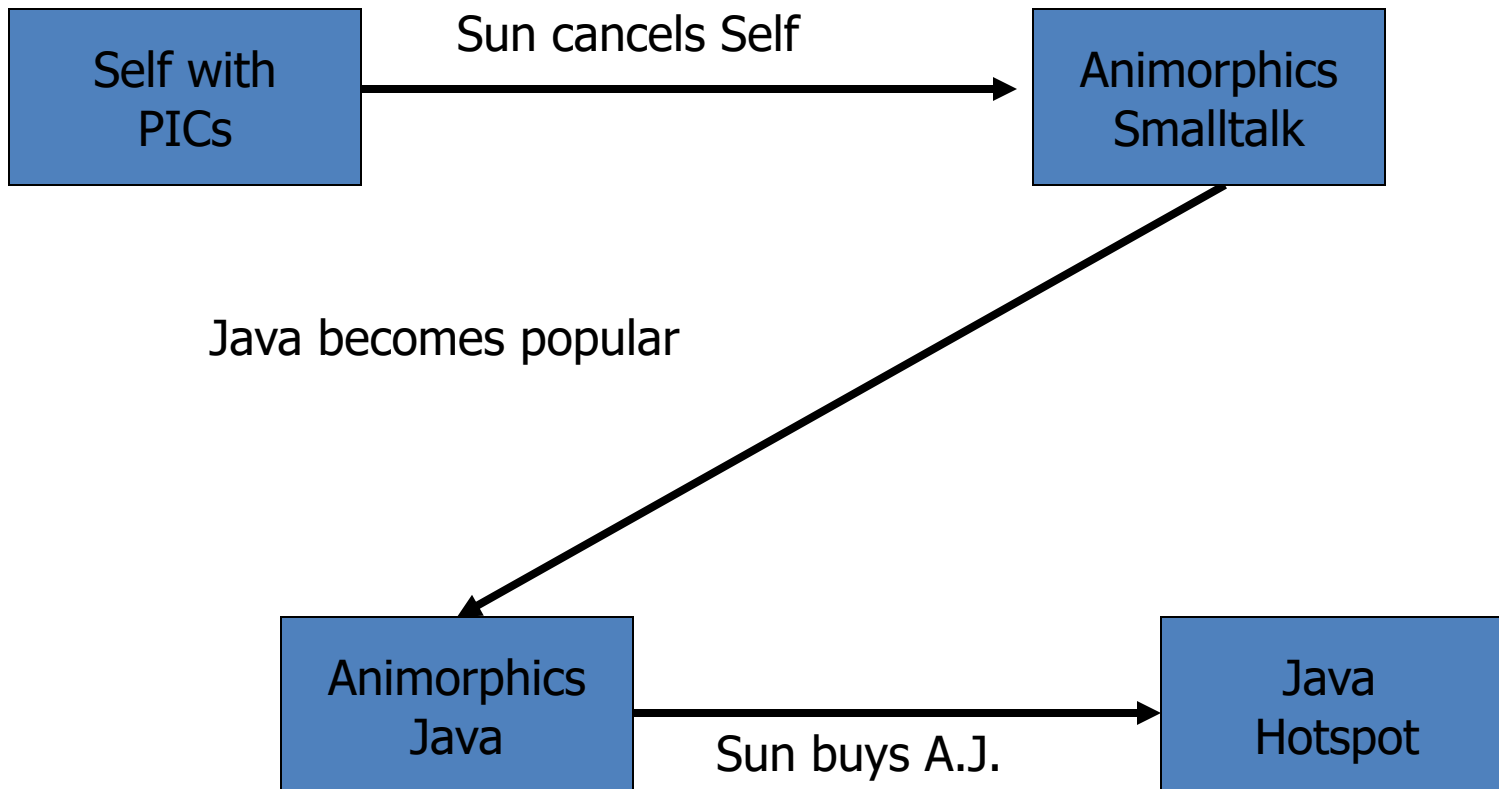 Self with
PICs
Sun cancels Self
Animorphics
Smalltalk
Java becomes popular
Animorphics
Java
Sun buys A.J.
Java
Hotspot